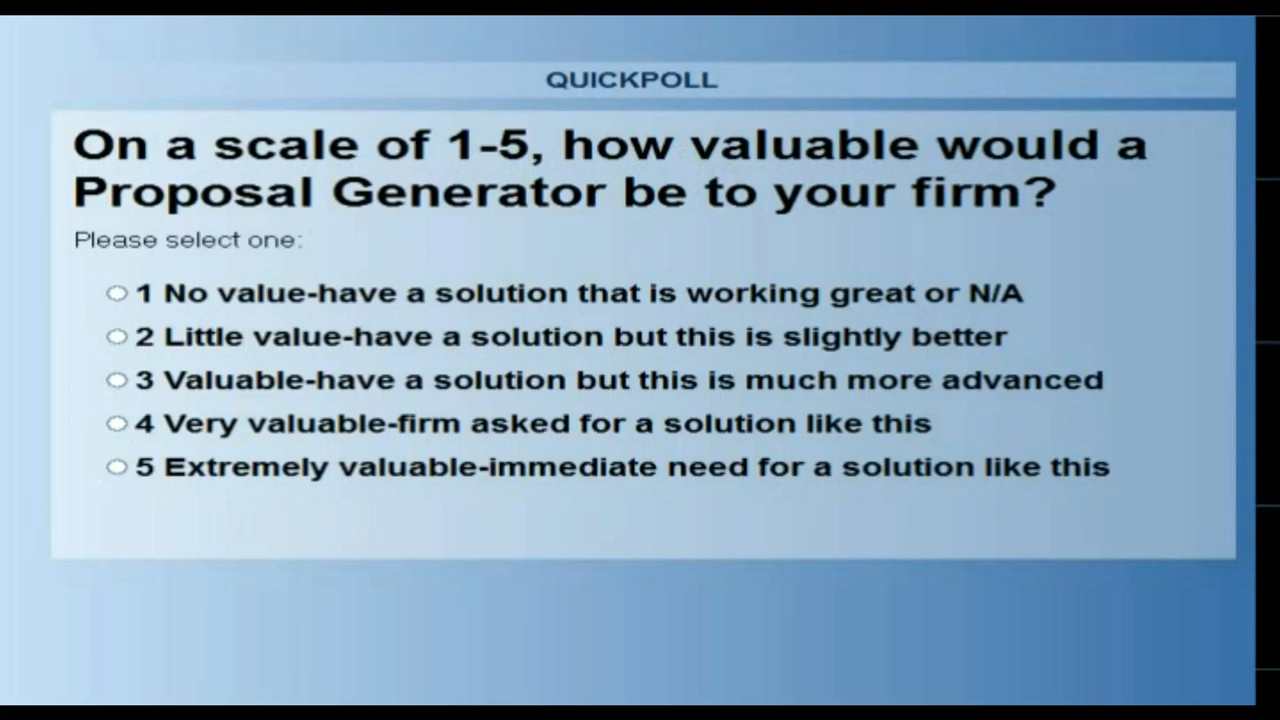 QUICKPOLL
On a scale of 1-5, how valuable would a
Proposal Generator be to your firm?
Please select one:
1 No value-have a solution that is working great or N/A
2 Little value-have a solution but this is slightly better
3 Valuable-have a solution but this is much more advanced
4 Very valuable-firm asked for a solution like this
5 Extremely valuable-immediate need for a solution like this